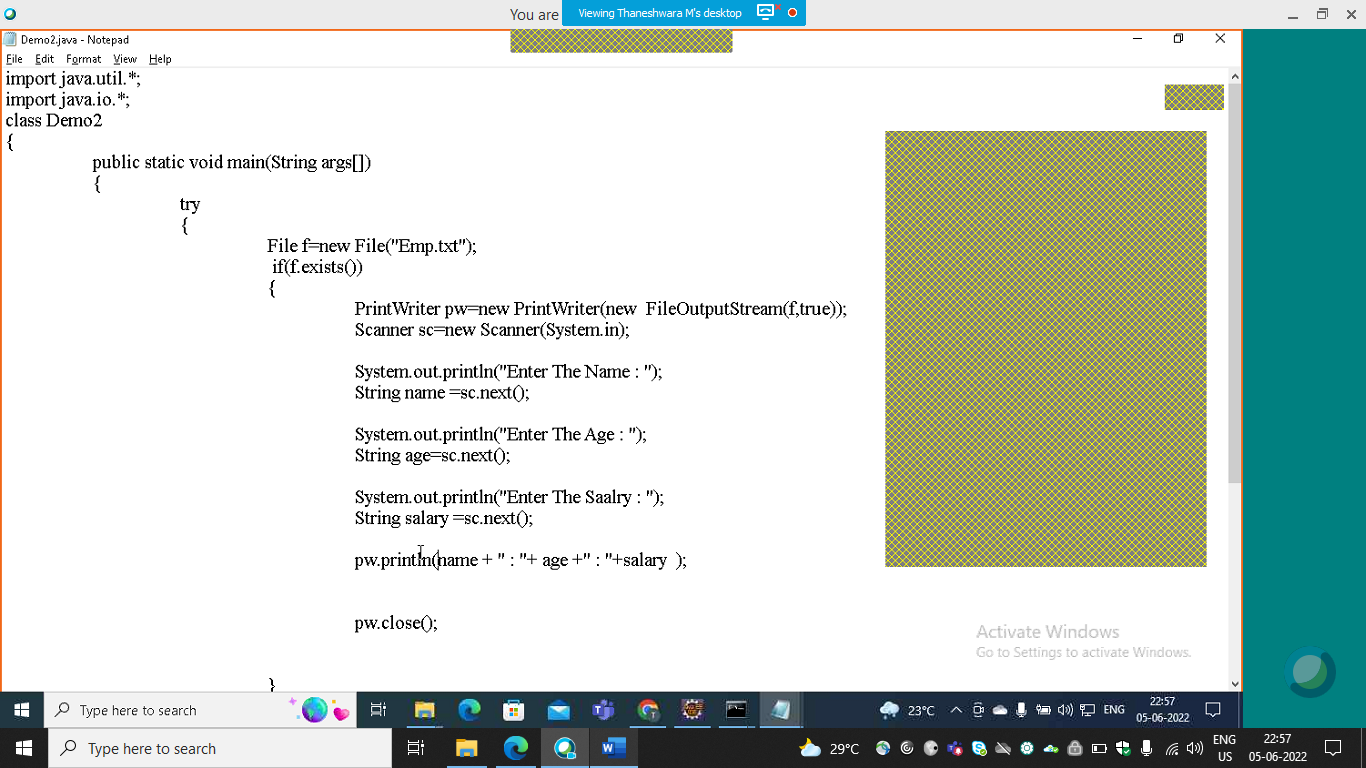 You are
Viewing Thaneshwara M's desktop
Demo2.java - Notepad
File Edit Format View Help
import java.util.*;
import java.io.*;
class Demo2
{
public static void main(String args[])
{
try
{
File f=new File("Emp.txt");
if(f.exists())
{
PrintWriter pw=new PrintWriter(new FileOutputStream(f,true));
Scanner sc=new Scanner(System.in);
System.out.println("Enter The Name : ");
String name =sc.next();
System.out.println("Enter The Age : ");
String age=sc.next();
System.out.println("Enter The Saalry : ");
String salary =sc.next();
pw.println(name + " : "+ age +" : "+salary );
pw.close();
}
Activate Windows
Go to Settings to activate Windows.
Type here to search
23°C
ENG
22:57
05-06-2022
Type here to search
29°C
ENG
US
22:57
05-06-2022